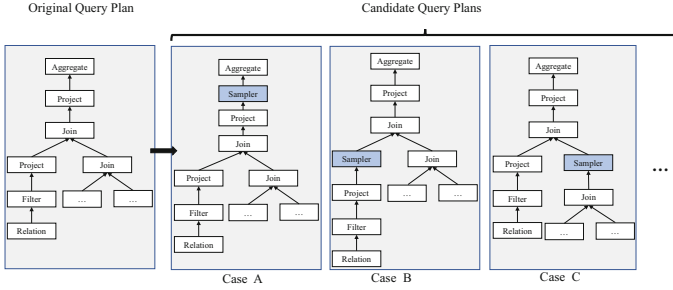 Original Query Plan
Candidate Query Plans
Aggregate
Project
Join
Project
Join
Filter
...
...
Relation
Aggregate
Sampler
Project
Join
Project
Join
Filter
...
...
Relation
Case A
Aggregate
Project
Join
Sampler
Join
Project
...
...
Filter
Relation
Case B
Aggregate
Project
Join
Project
Sampler
Filter
Join
Relation
...
...
Case C
...